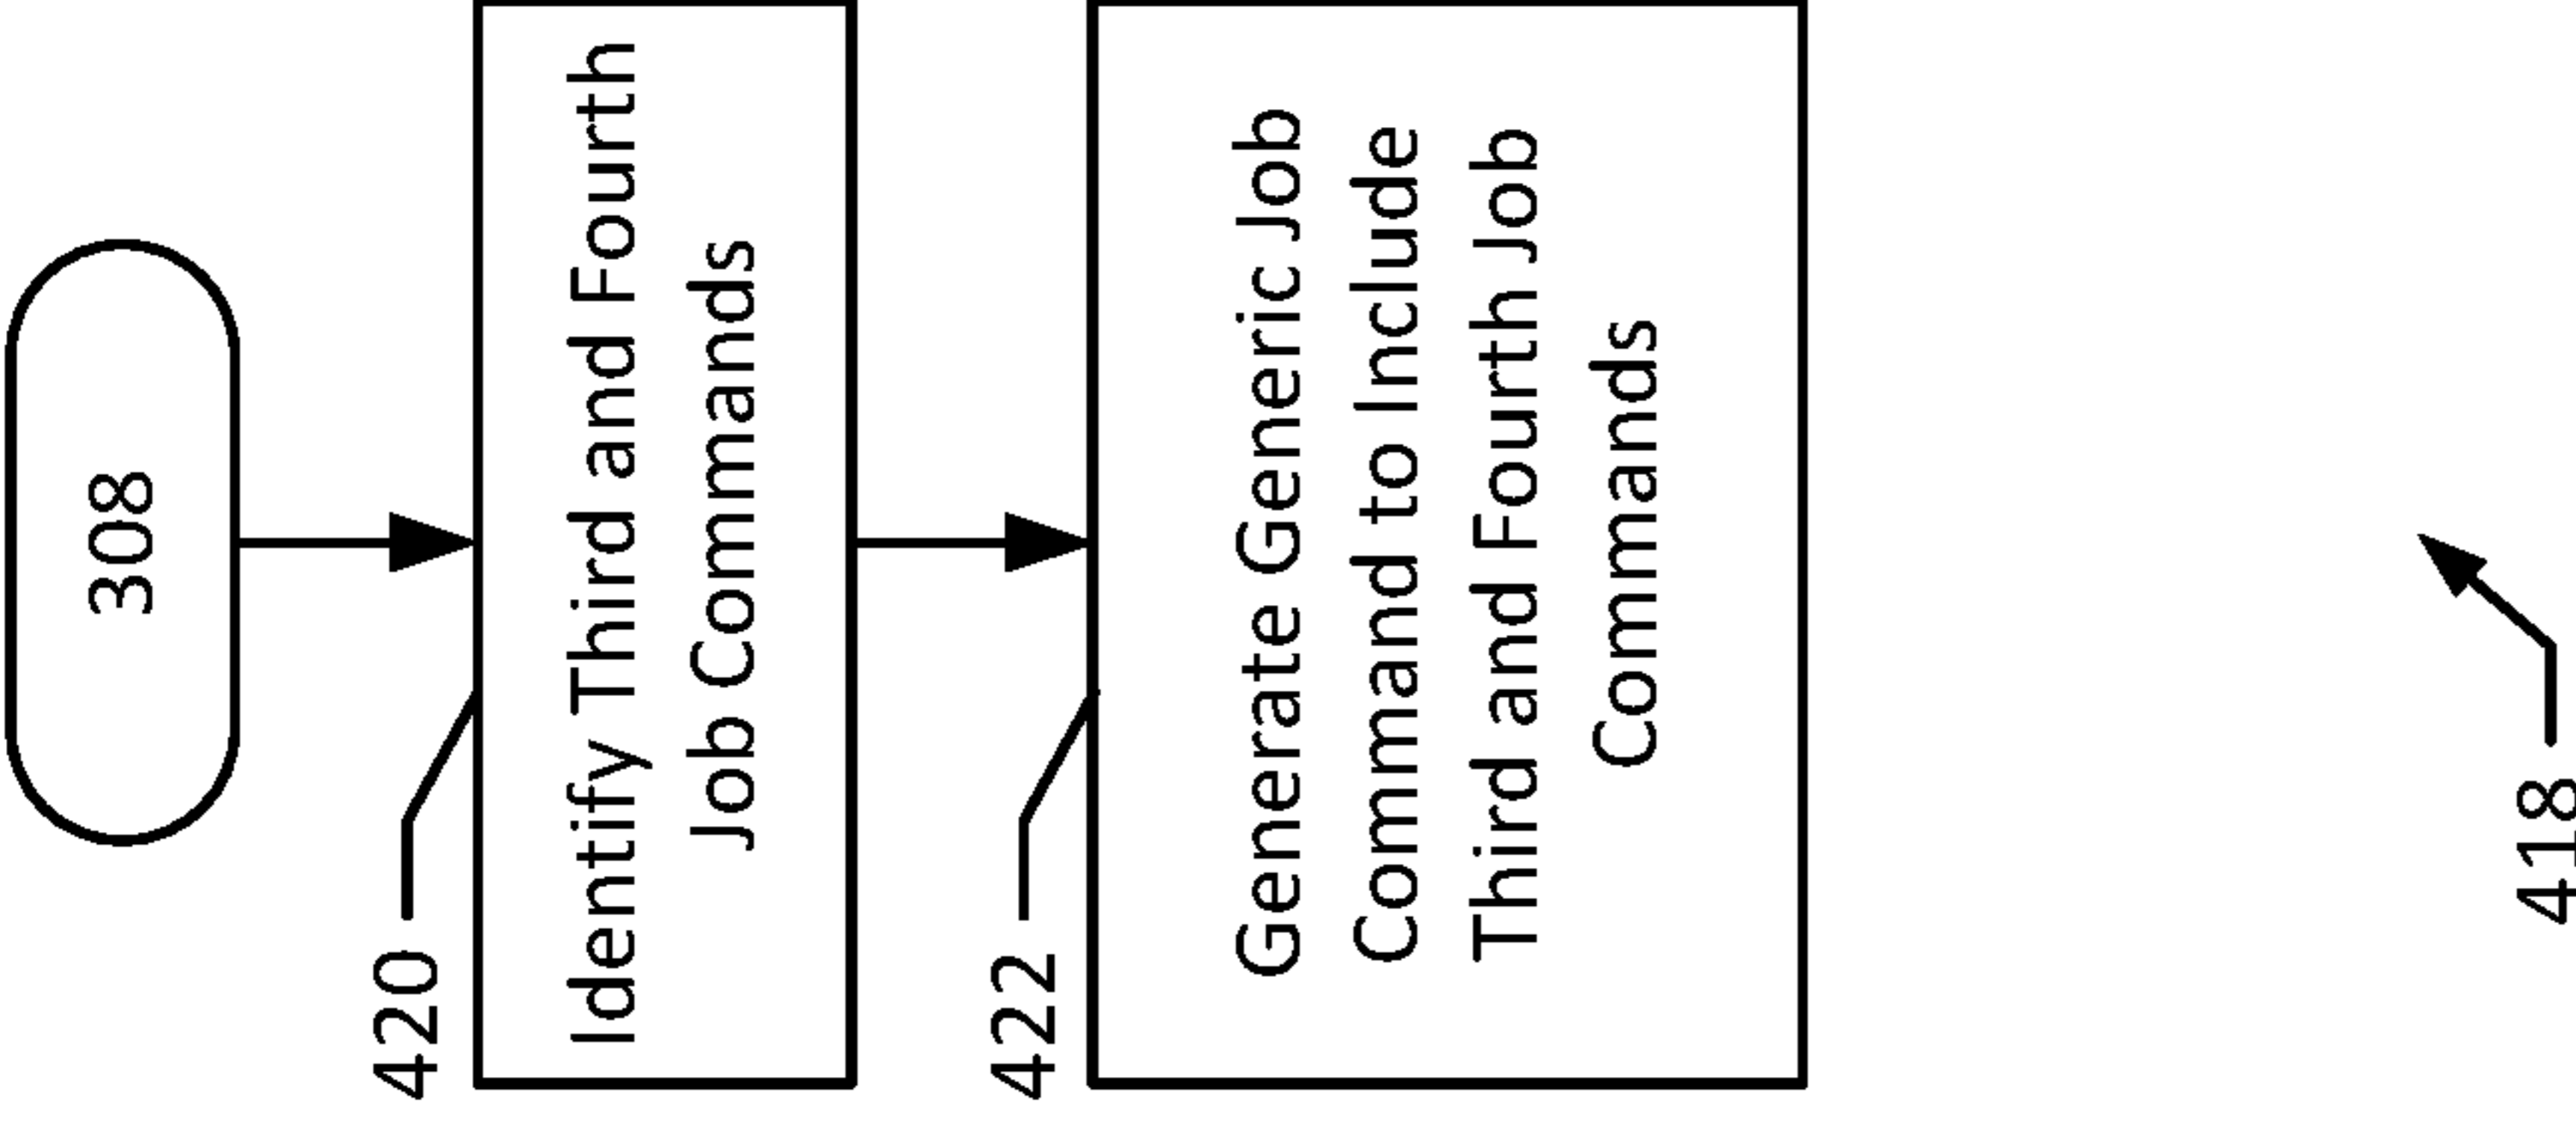 308
420
Identify Third and Fourth
Job Commands
422
Generate Generic Job
Command to Include
Third and Fourth Job
Commands
418